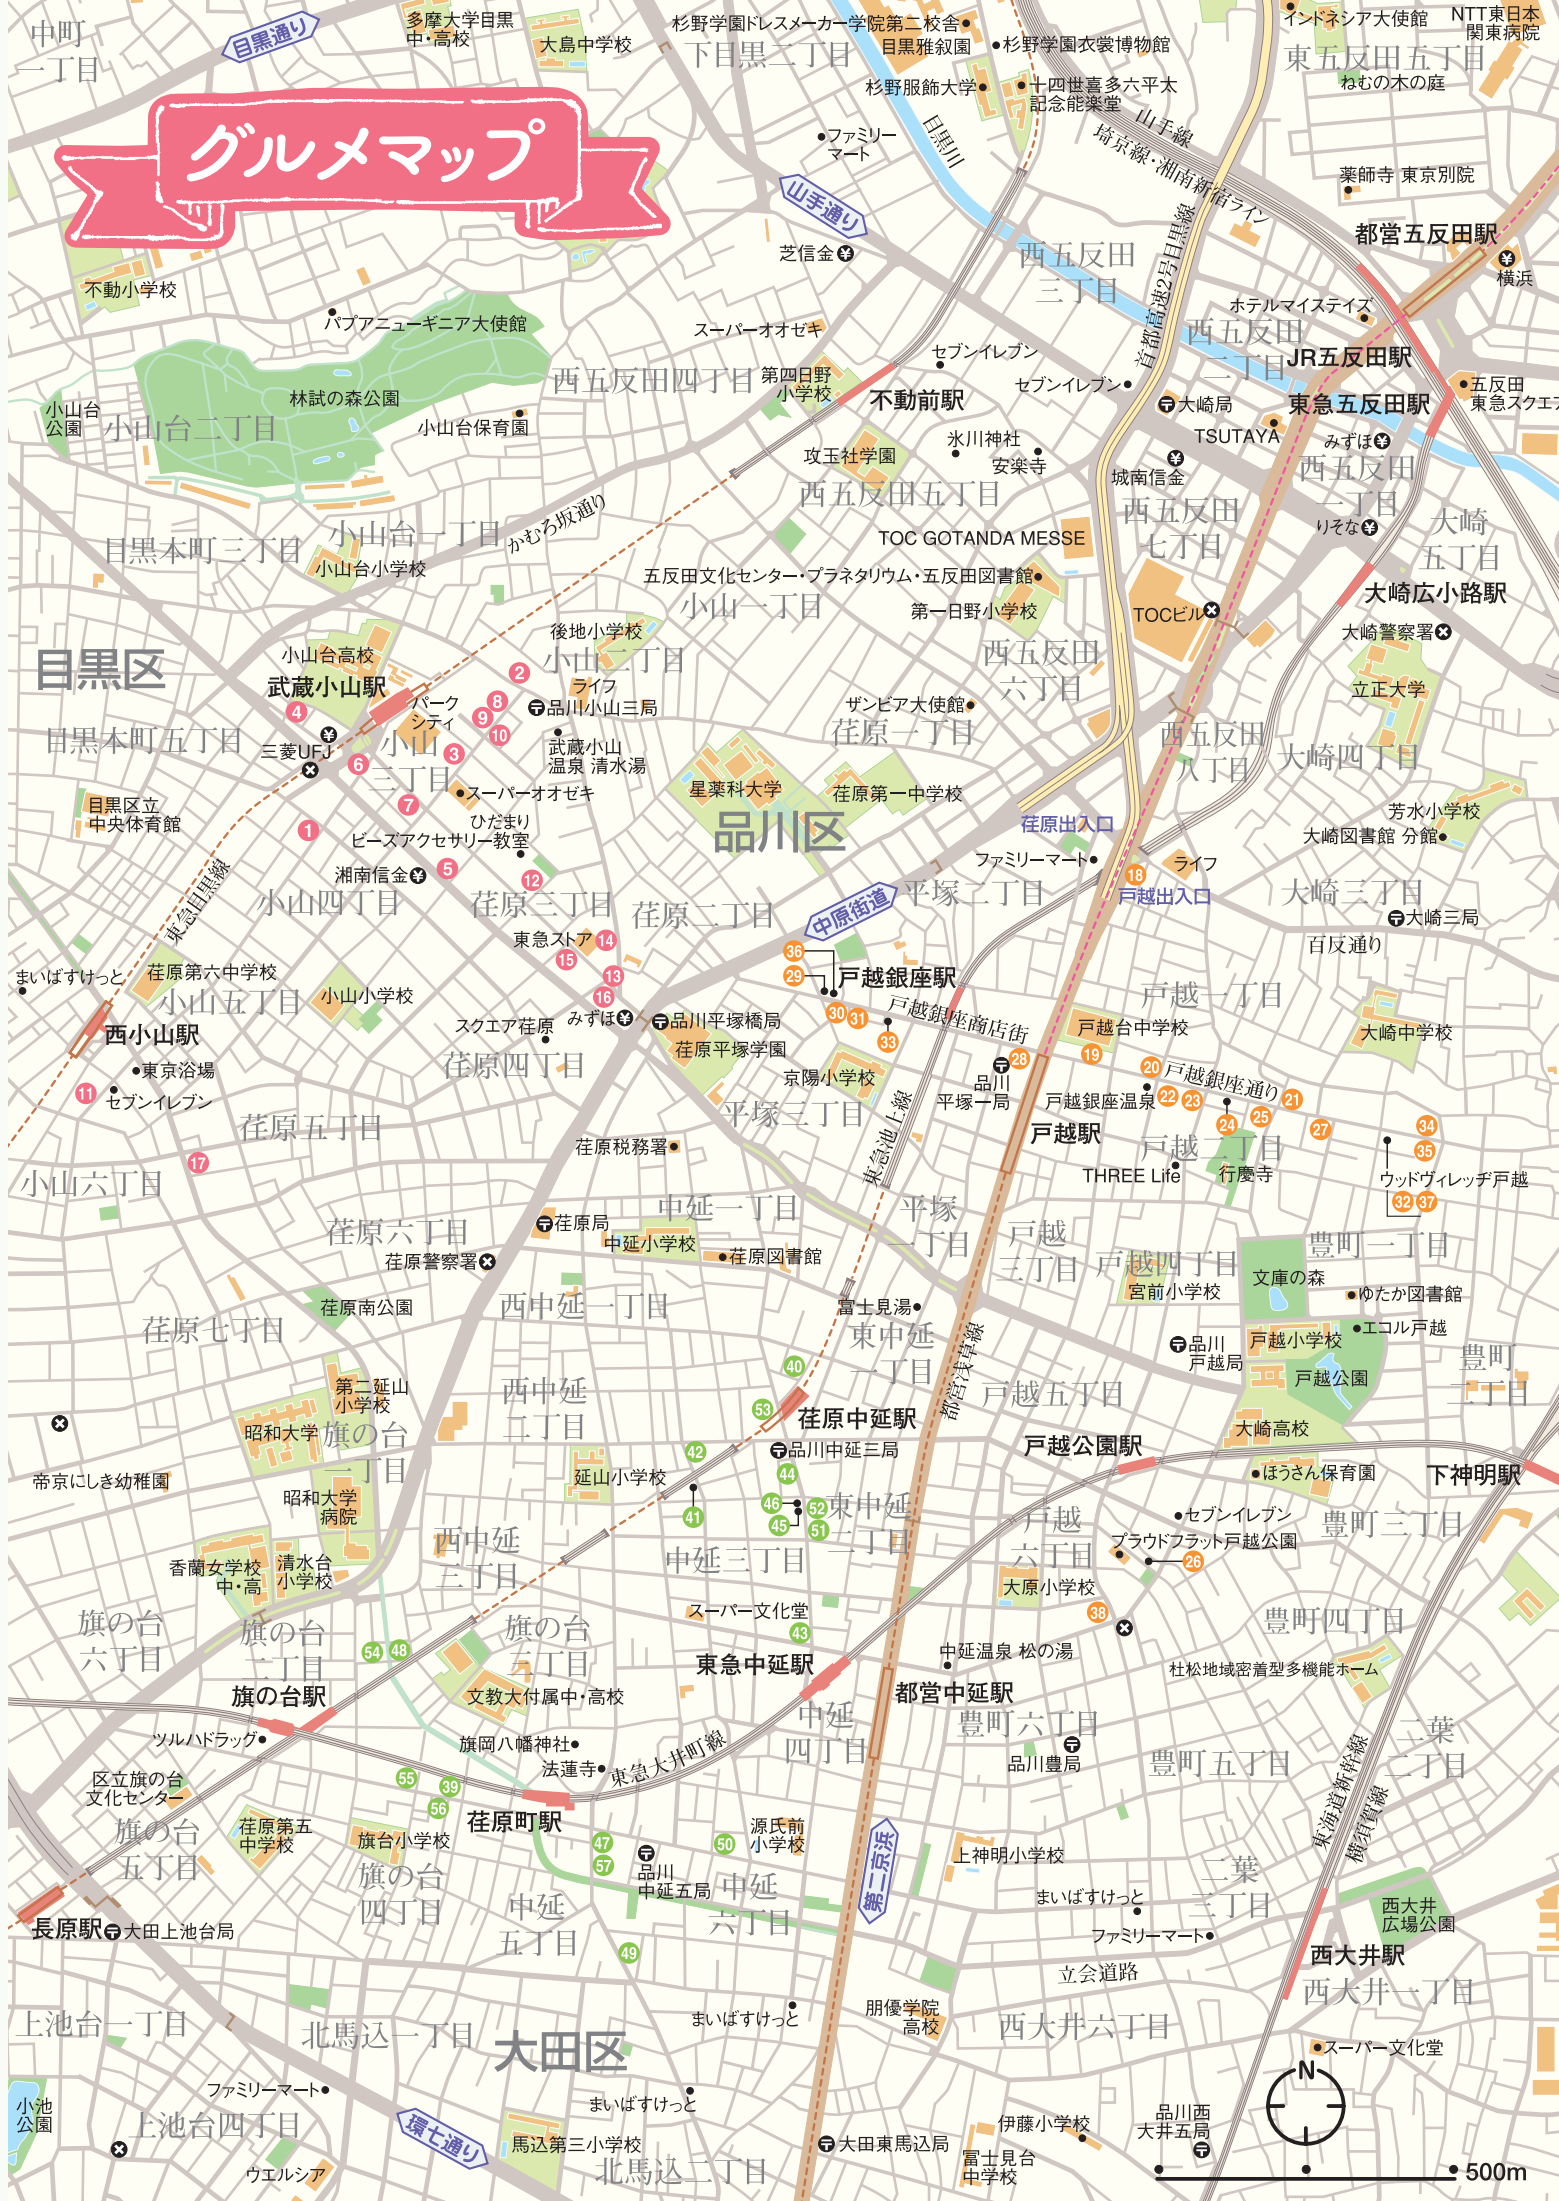 グルメマップ
中町
一丁目
目黒通り
多摩大学目黒
中・高校
大島中学校
杉野学園ドレスメーカー学院第二校舎
下目黒二丁目
目黒雅叙園
杉野学園衣裳博物館
杉野服飾大学
十四世喜多六平太
記念能楽堂
インドネシア大使館
NTT東日本
関東病院
東五反田五丁目
ねむの木の庭
ファミリー
マート
目黒川
山手線
埼京線・湘南新宿ライン
薬師寺 東京別院
山手通り
芝信金
西五反田
三丁目
首都高速2号目黒線
都営五反田駅
横浜
不動小学校
パプアニューギニア大使館
スーパーオオゼキ
セブンイレブン
ホテルマイステイズ
西五反田
二丁目
JR五反田駅
林試の森公園
小山台
公園
小山台二丁目
小山台保育園
西五反田四丁目
第四日野
小学校
不動前駅
セブンイレブン
大崎局
東急五反田駅
五反田
東急スクエア
TSUTAYA
みずほ
攻玉社学園
氷川神社
安楽寺
城南信金
西五反田
一丁目
西五反田五丁目
西五反田
七丁目
りそな
大崎
五丁目
かむろ坂通り
小山台一丁目
目黒本町三丁目
小山台小学校
TOC GOTANDA MESSE
五反田文化センター・プラネタリウム・五反田図書館
小山一丁目
第一日野小学校
TOCビル
大崎広小路駅
大崎警察署
後地小学校
小山二丁目
目黒区
小山台高校
武蔵小山駅
西五反田
六丁目
立正大学
パーク
シティ
ライフ
品川小山三局
ザンビア大使館
荏原一丁目
目黒本町五丁目
三菱UFJ
小山
三丁目
武蔵小山
温泉 清水湯
西五反田
八丁目
大崎四丁目
スーパーオオゼキ
星薬科大学
荏原第一中学校
品川区
荏原出入口
芳水小学校
大崎図書館 分館
目黒区立
中央体育館
ひだまり
ビーズアクセサリー教室
湘南信金
ファミリーマート
ライフ
戸越出入口
小山四丁目
荏原三丁目
荏原二丁目
中原街道
平塚二丁目
大崎三丁目
大崎三局
百反通り
東急目黒線
東急ストア
まいばすけっと
荏原第六中学校
小山五丁目
小山小学校
戸越銀座駅
戸越銀座商店街
戸越一丁目
西小山駅
スクエア荏原
みずほ
品川平塚橋局
荏原平塚学園
戸越台中学校
大崎中学校
東京浴場
セブンイレブン
荏原四丁目
京陽小学校
品川
平塚一局
戸越銀座通り
戸越銀座温泉
荏原五丁目
平塚三丁目
東急池上線
戸越駅
戸越二丁目
荏原税務署
THREE Life
行慶寺
ウッドヴィレッヂ戸越
小山六丁目
荏原六丁目
荏原局
中延一丁目
中延小学校
荏原図書館
平塚
一丁目
戸越
三丁目
戸越四丁目
宮前小学校
豊町一丁目
文庫の森
ゆたか図書館
荏原警察署
荏原南公園
荏原七丁目
西中延一丁目
富士見湯
東中延
一丁目
都営浅草線
品川
戸越局
戸越小学校
エコル戸越
戸越公園
豊町
二丁目
第二延山
小学校
西中延
二丁目
荏原中延駅
戸越五丁目
昭和大学
旗の台
一丁目
品川中延三局
戸越公園駅
大崎高校
帝京にしき幼稚園
昭和大学
病院
延山小学校
ほうさん保育園
下神明駅
東中延
二丁目
戸越
六丁目
セブンイレブン
プラウドフラット戸越公園
豊町三丁目
香蘭女学校
中・高
清水台
小学校
西中延
三丁目
中延三丁目
大原小学校
旗の台
六丁目
旗の台
二丁目
旗の台
三丁目
スーパー文化堂
豊町四丁目
旗の台駅
文教大付属中・高校
東急中延駅
中延温泉 松の湯
杜松地域密着型多機能ホーム
都営中延駅
ツルハドラッグ
旗岡八幡神社
法蓮寺
東急大井町線
中延
四丁目
豊町六丁目
品川豊局
豊町五丁目
二葉
二丁目
東海道新幹線
横須賀線
区立旗の台
文化センター
旗の台
五丁目
荏原第五
中学校
旗台小学校
荏原町駅
源氏前
小学校
第二京浜
上神明小学校
旗の台
四丁目
中延
五丁目
品川
中延五局
中延
六丁目
まいばすけっと
二葉
三丁目
ファミリーマート
西大井
広場公園
長原駅
大田上池台局
立会道路
西大井駅
西大井一丁目
上池台一丁目
北馬込一丁目
大田区
まいばすけっと
朋優学院
高校
西大井六丁目
スーパー文化堂
小池
公園
ファミリーマート
上池台四丁目
環七通り
馬込第三小学校
まいばすけっと
北馬込二丁目
大田東馬込局
伊藤小学校
冨士見台
中学校
品川西
大井五局
ウエルシア
N
500m
1
2
3
4
5
6
7
8
9
10
11
12
13
14
15
16
17
18
19
20
21
22
23
24
25
26
27
28
29
30
31
32
33
34
35
36
37
38
39
40
41
42
43
44
45
46
47
48
49
50
51
52
53
54
55
56
57